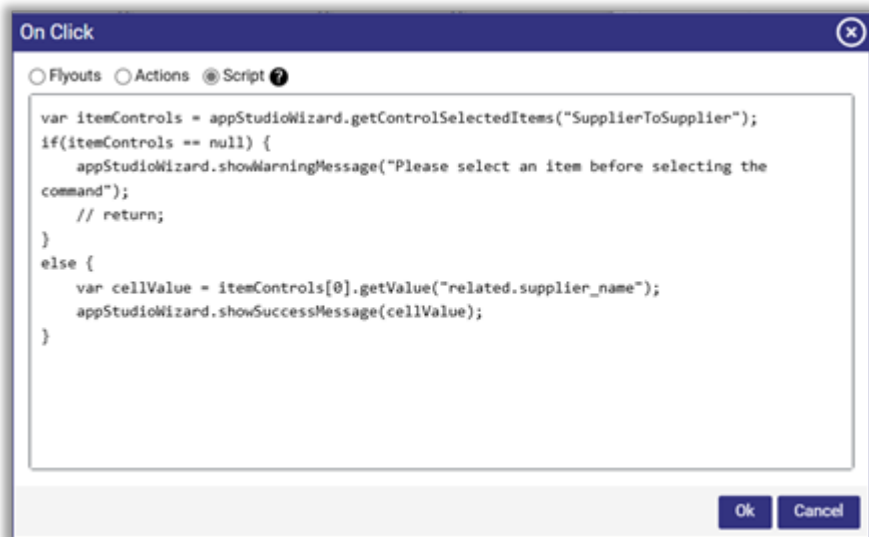 On Click
Flyouts Actions Script ?
var itemControls = appStudioWizard.getControlSelectedItems("SupplierToSupplier");
if(itemControls == null) {
    appStudioWizard.showWarningMessage("Please select an item before selecting the
command");
    // return;
}
else {
    var cellValue = itemControls[0].getValue("related.supplier_name");
    appStudioWizard.showSuccessMessage(cellValue);
}
Ok Cancel